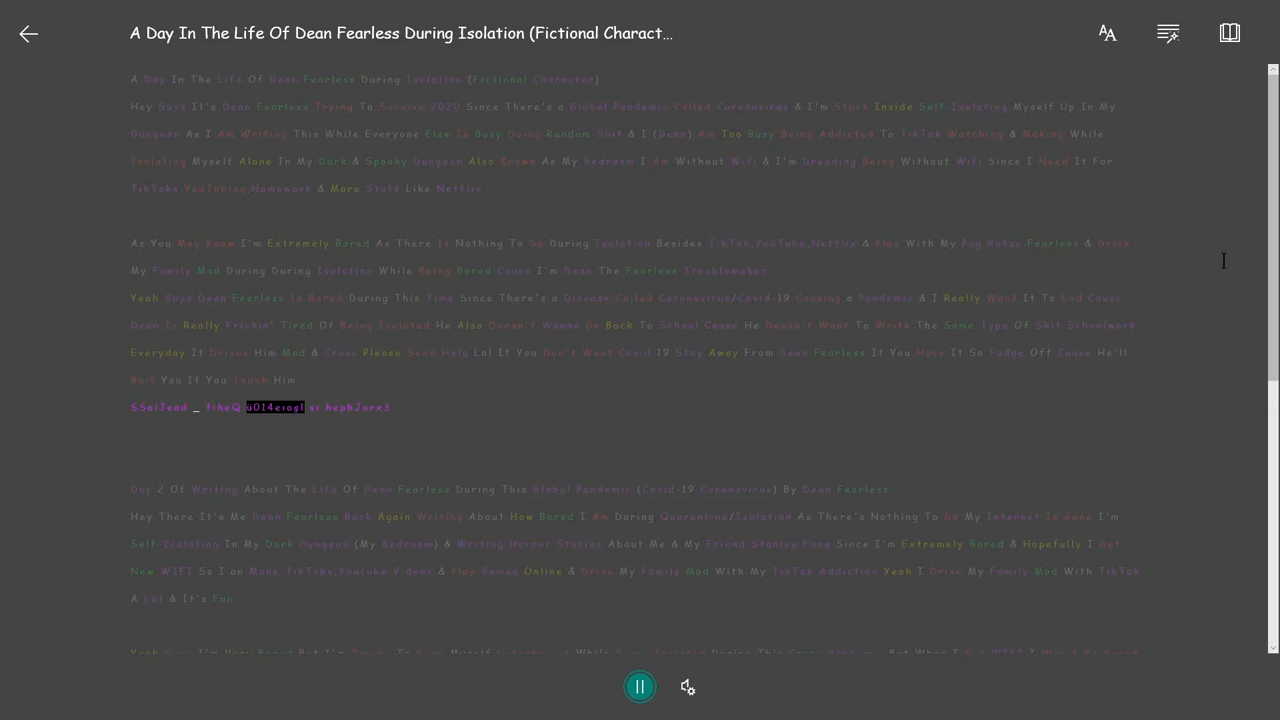 A Day In The Life Of Dean Fearless During Isolation (Fictional Charact...
A Day In The Life Of Dean Fearless During Isolation (Fictional Character)
Hey Guys It's Dean Fearless Trying To Survive 2020 Since There's a Global Pandemic Called.Coronavirus & I'm Stuck Inside Self-Isolating Myself Up In My
Dungeon As I Am Writing This While Everyone Else Is Busy Doing Random Shit & I (Dean) Am Too Busy Being Addicted To TikTok Watching & Making While
Isolating Myself Alone In My Dark & Spooky Dungeon Also Known As My Bedroom I Am Without Wifi & I'm Dreading Being Without Wifi Since I Need It For
TikToks,YouTubing,Homework & More Stuff Like Netflix
As You May Know I'm Extremely Bored As There Is Nothing To Do During Isolation Besides TikTok,YouTube,Netflix & Play With My Pug Rufus Fearless & Drive
My Family Mad During During Isolation While Being Bored Cause I'm Dean The Fearless Troublemaker
Yeah Guys Dean Fearless Is Bored During This Time Since There's a Disease Called Coronavirus/Covid-19 Causing a Pandemic & I Really Want It To End Cause
Dean Is Really Frickin' Tired Of Being Isolated He Also Doesn't Wanna Go Back To School Cause He Doesn't Want To Write The Same Type Of Shit Schoolwork
Everyday It Drives Him Mad & Cruse Please Send Help Lol If You Don't Want Covid 19 Stay Away From Dean Fearless If You Have It So Fudge Off Cause He'll
You If You Touch Him
Day 2 Of Writing About The Life Of Dean Fearless During This Global Pandemic (Covid-19 Coronavirus) By Dean Fearless
Hey There It's Me Dean Fearless Back Again Writing About How Bored I Am During Quarantine/Isolation As There's Nothing To Do My Internet Is Gone I'm
Self-Isolating In My Dark Dungeon (My Bedroom) & Writing Horror Stories About Me & My Friend Stanley Fang Since I'm Extremely Bored & Hopefully I Get
New WIFI So I an Make TikToks,Youtube Videos & Play Games Online & Drive My Family Mad With My TikTok Addiction Yeah I Drive My Family Mad With TikTok
A Lot & It's Fun